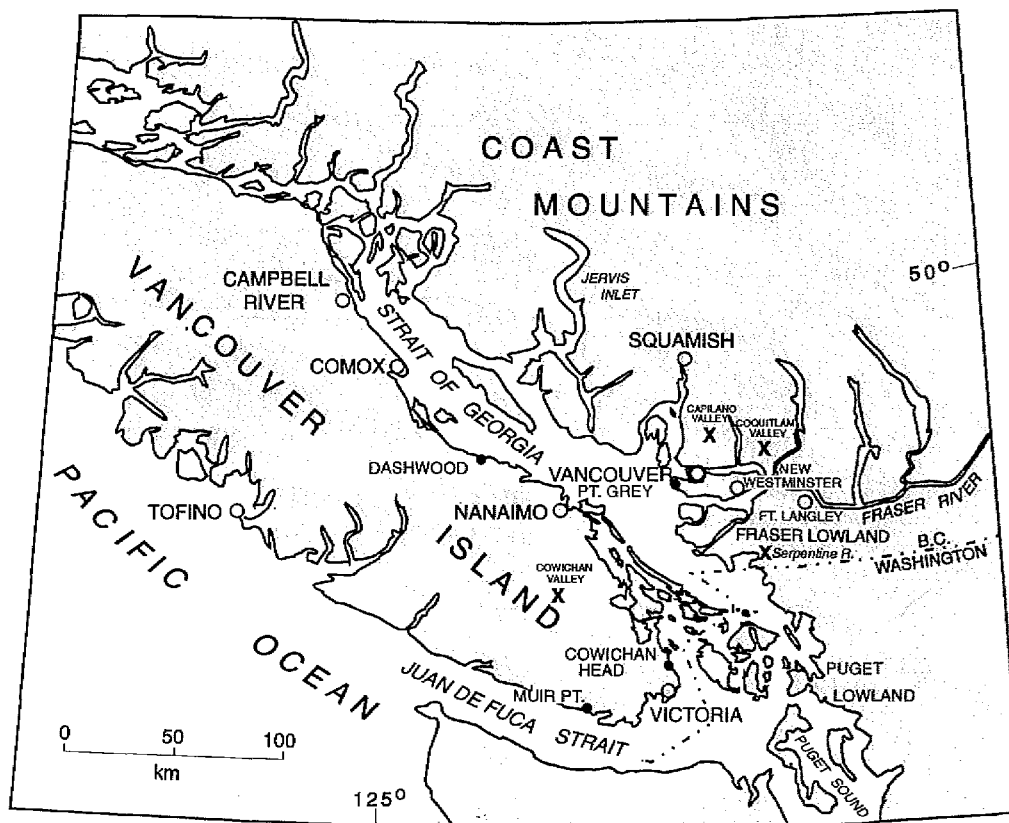 COAST
MOUNTAINS
50°
JERVIS
INLET
VANCOUVER
ISLAND
CAMPBELL
RIVER
STRAIT OF GEORGIA
SQUAMISH
COMOX
CAPILANO
VALLEY
X
COQUITLAM
VALLEY
X
DASHWOOD
VANCOUVER
PT. GREY
NEW
WESTMINSTER
PACIFIC
OCEAN
TOFINO
NANAIMO
FT. LANGLEY
FRASER RIVER
FRASER LOWLAND
X Serpentine R.
B.C.
WASHINGTON
COWICHAN
VALLEY
X
COWICHAN
HEAD
PUGET
LOWLAND
JUAN DE FUCA STRAIT
MUIR PT.
VICTORIA
PUGET SOUND
0 50 100
km
125°